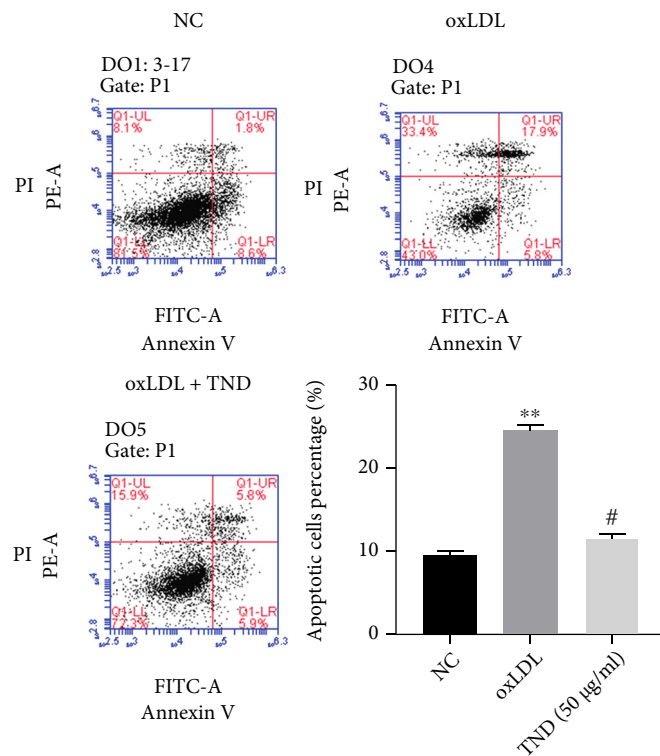 NC
DO1: 3-17
Gate: P1
Q1-UL
8.1%
Q1-UR
1.8%
Q1-LL
81.5%
Q1-LR
8.6%
PI
PE-A
FITC-A
Annexin V
oxLDL
DO4
Gate: P1
Q1-UL
33.4%
Q1-UR
17.9%
Q1-LL
43.0%
Q1-LR
5.8%
PI
PE-A
FITC-A
Annexin V
oxLDL + TND
DO5
Gate: P1
Q1-UL
15.9%
Q1-UR
5.8%
Q1-LL
72.3%
Q1-LR
5.9%
PI
PE-A
FITC-A
Annexin V
Apoptotic cells percentage (%)
30
20
10
0
**
#
NC
oxLDL
TND (50 μg/ml)